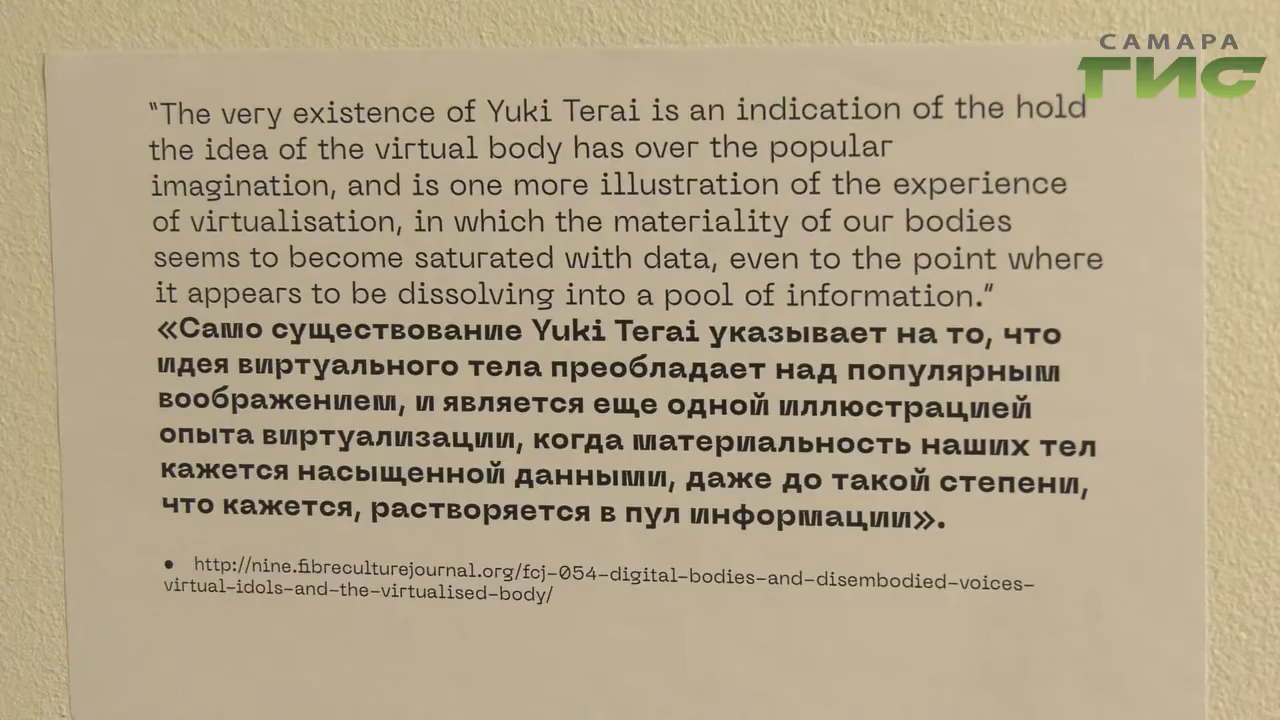 САМАРА
ГИС
"The very existence of Yuki Terai is an indication of the hold
the idea of the virtual body has over the popular
imagination, and is one more illustration of the experience
of virtualisation, in which the materiality of our bodies
seems to become saturated with data, even to the point where
it appears to be dissolving into a pool of information."
«Само существование Yuki Terai указывает на то, что
идея виртуального тела преобладает над популярным
воображением, и является еще одной иллюстрацией
опыта виртуализации, когда материальность наших тел
кажется насыщенной данными, даже до такой степени,
что кажется, растворяется в пул информации».
• http://nine.fibreculturejournal.org/fcj-054-digital-bodies-and-disembodied-voices-
virtual-idols-and-the-virtualised-body/